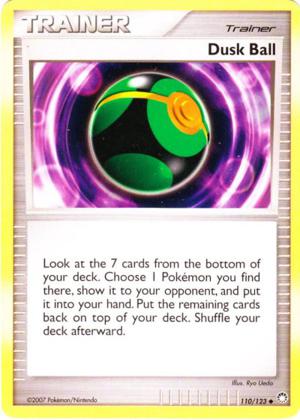 TRAINER
Trainer
Dusk Ball
Look at the 7 cards from the bottom of
your deck. Choose 1 Pokémon you find
there, show it to your opponent, and put
it into your hand. Put the remaining cards
back on top of your deck. Shuffle your
deck afterward.
Illus. Ryo Ueda
©2007 Pokémon/Nintendo
110/123